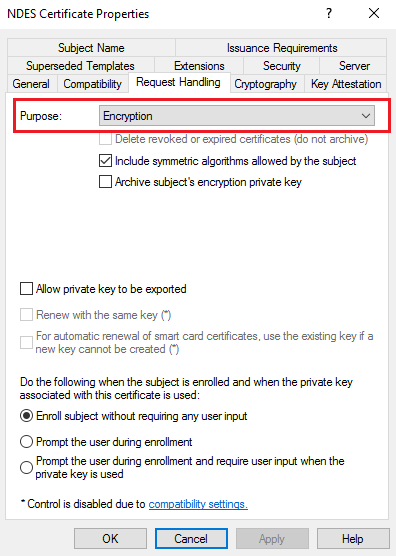 NDES Certificate Properties
?
Subject Name
Issuance Requirements
Superseded Templates
Extensions
Security
Server
General
Compatibility
Request Handling
Cryptography
Key Attestation
Purpose:
Encryption
Delete revoked or expired certificates (do not archive)
Include symmetric algorithms allowed by the subject
Archive subject's encryption private key
Allow private key to be exported
Renew with the same key (*)
For automatic renewal of smart card certificates, use the existing key if a
new key cannot be created (*)
Do the following when the subject is enrolled and when the private key
associated with this certificate is used:
Enroll subject without requiring any user input
Prompt the user during enrollment
Prompt the user during enrollment and require user input when the
private key is used
* Control is disabled due to compatibility settings.
OK
Cancel
Apply
Help